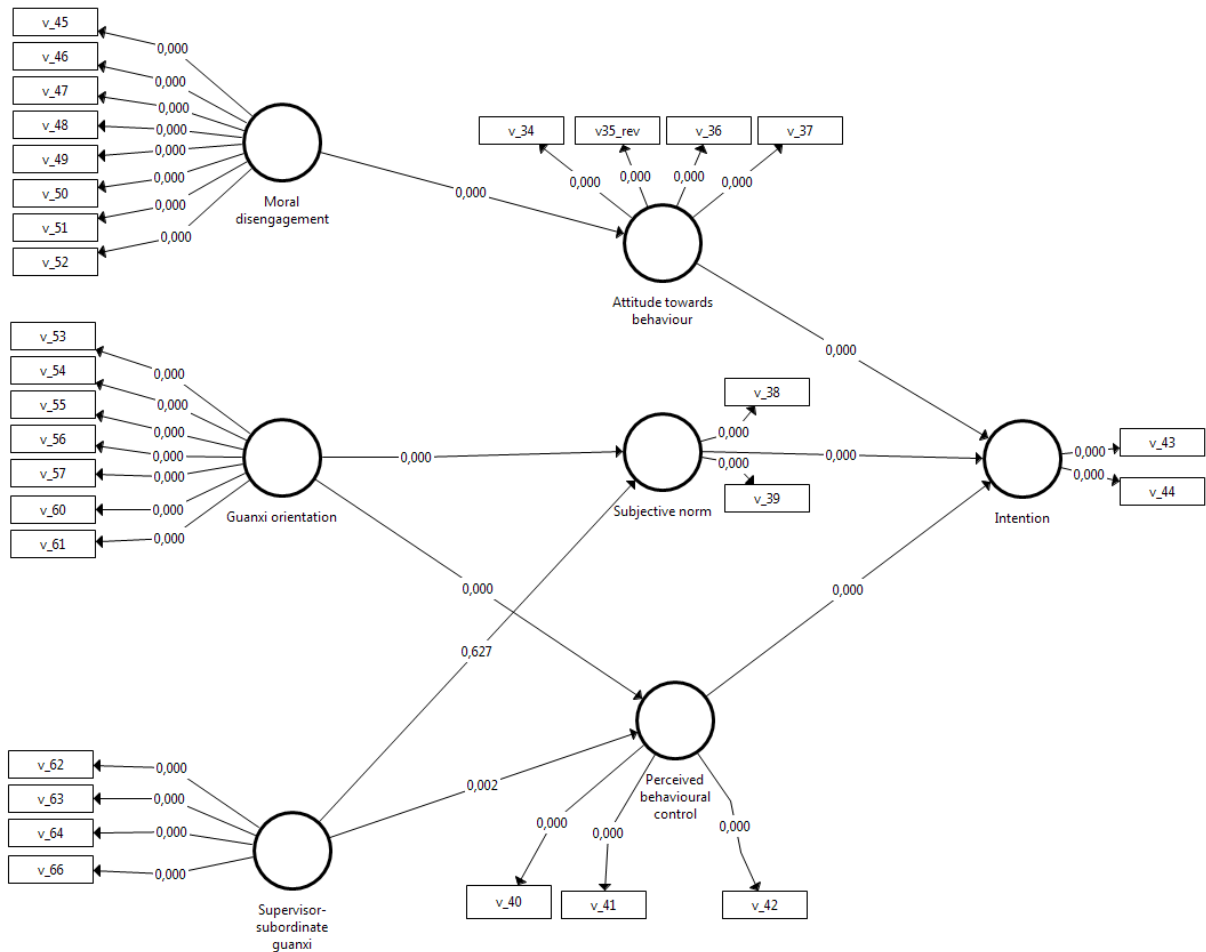 v_45
v_46
v_47
v_48
v_49
v_50
v_51
v_52
0,000
0,000
0,000
0,000
0,000
0,000
0,000
0,000
Moral
disengagement
0,000
v_34
v35_rev
v_36
v_37
0,000
0,000
0,000
0,000
Attitude towards
behaviour
0,000
v_53
v_54
v_55
v_56
v_57
v_60
v_61
0,000
0,000
0,000
0,000
0,000
0,000
0,000
Guanxi orientation
0,000
0,000
v_38
0,000
0,000
v_39
Subjective norm
0,000
0,000
0,000
v_43
v_44
Intention
0,627
0,000
v_62
v_63
v_64
v_66
0,000
0,000
0,000
0,000
Supervisor-
subordinate
guanxi
0,002
Perceived
behavioural
control
0,000
0,000
0,000
v_40
v_41
v_42